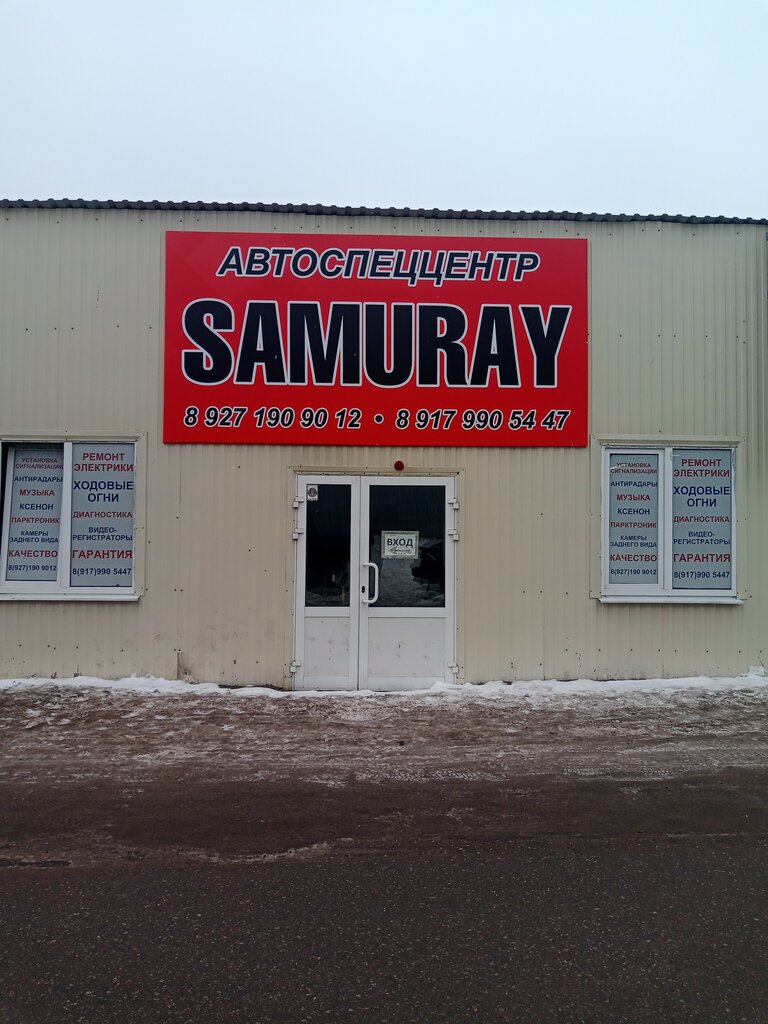 АВТОСПЕЦЦЕНТР
SAMURAY
8 927 190 90 12 • 8 917 990 54 47
УСТАНОВКА
СИГНАЛИЗАЦИИ
АНТИРАДАРЫ
МУЗЫКА
КСЕНОН
ПАРКТРОНИК
КАМЕРЫ
ЗАДНЕГО ВИДА
КАЧЕСТВО
8(927)190 9012
РЕМОНТ
ЭЛЕКТРИКИ
ХОДОВЫЕ
ОГНИ
ДИАГНОСТИКА
ВИДЕО-
РЕГИСТРАТОРЫ
ГАРАНТИЯ
8(917)990 5447
ВХОД
УСТАНОВКА
СИГНАЛИЗАЦИИ
АНТИРАДАРЫ
МУЗЫКА
КСЕНОН
ПАРКТРОНИК
КАМЕРЫ
ЗАДНЕГО ВИДА
КАЧЕСТВО
8(927)190 9012
РЕМОНТ
ЭЛЕКТРИКИ
ХОДОВЫЕ
ОГНИ
ДИАГНОСТИКА
ВИДЕО-
РЕГИСТРАТОРЫ
ГАРАНТИЯ
8(917)990 5447